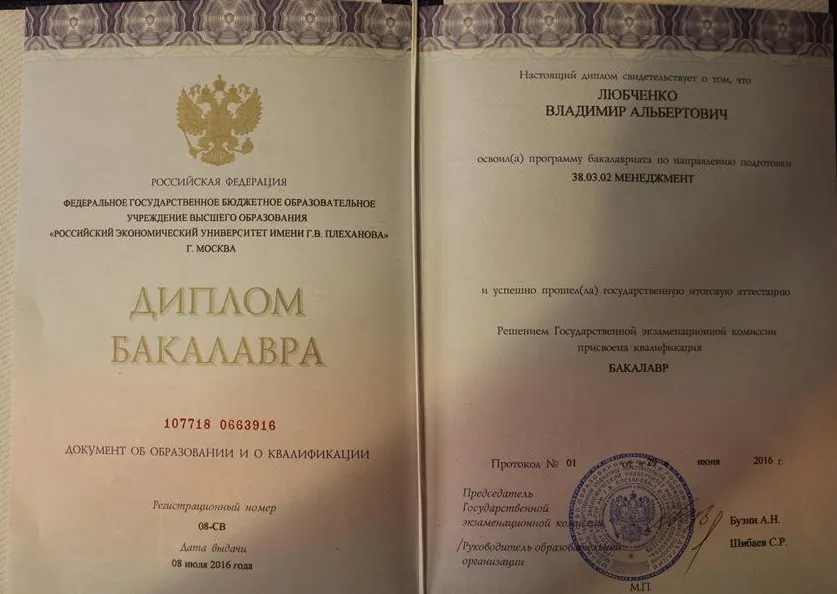 РОССИЙСКАЯ ФЕДЕРАЦИЯ
ФЕДЕРАЛЬНОЕ ГОСУДАРСТВЕННОЕ БЮДЖЕТНОЕ ОБРАЗОВАТЕЛЬНОЕ
УЧРЕЖДЕНИЕ ВЫСШЕГО ОБРАЗОВАНИЯ
«РОССИЙСКИЙ ЭКОНОМИЧЕСКИЙ УНИВЕРСИТЕТ ИМЕНИ Г.В. ПЛЕХАНОВА»
Г. МОСКВА
ДИПЛОМ
БАКАЛАВРА
107718 0663916
ДОКУМЕНТ ОБ ОБРАЗОВАНИИ И О КВАЛИФИКАЦИИ
Регистрационный номер
08-СВ
Дата выдачи
08 июля 2016 года
Настоящий диплом свидетельствует о том, что
ЛЮБЧЕНКО
ВЛАДИМИР АЛЬБЕРТОВИЧ
освоил(а) программу бакалавриата по направлению подготовки
38.03.02 МЕНЕДЖМЕНТ
и успешно прошел(ла) государственную итоговую аттестацию
Решением Государственной экзаменационной комиссии
присвоена квалификация
БАКАЛАВР
Протокол № 01 от июня 2016 г.
Председатель
Государственной
экзаменационной комиссии
Бузни А.Н.
/Руководитель образовательной
организации
Шибаев С.Р.
М.П.